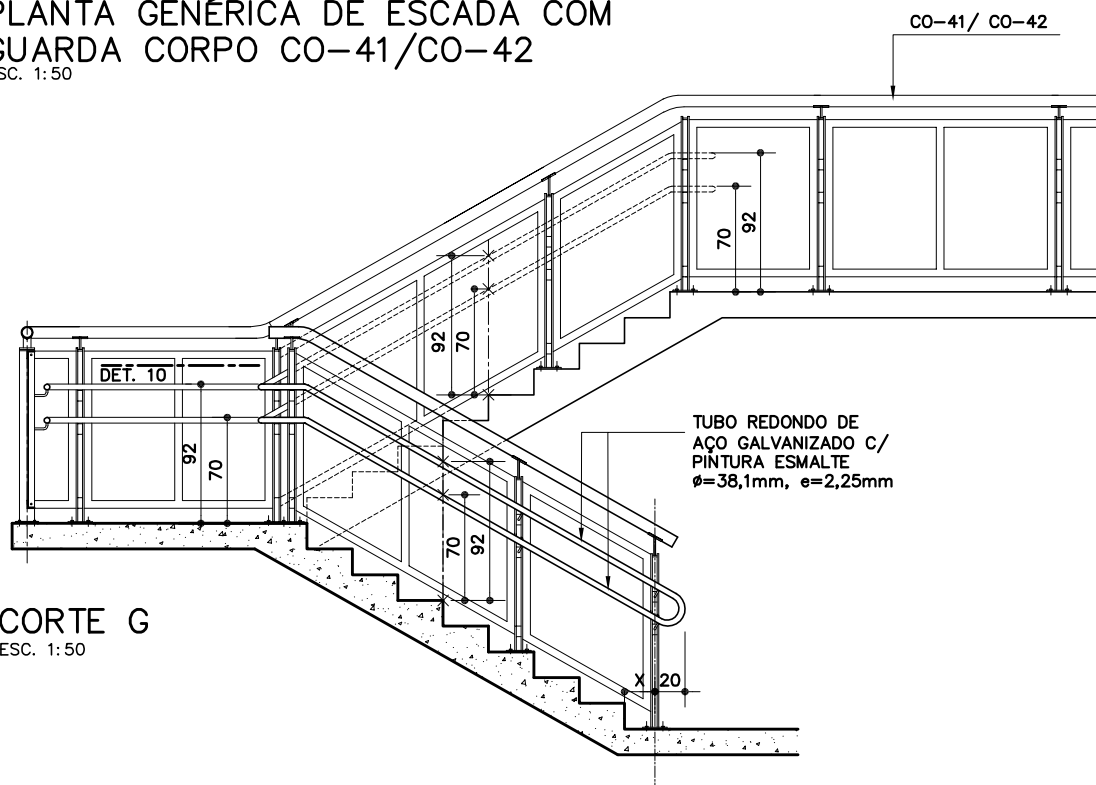 PLANTA GENÉRICA DE ESCADA COM
GUARDA CORPO CO-41/CO-42
ESC. 1:50
CO-41/ CO-42
92
70
92
70
DET. 10
92
70
TUBO REDONDO DE
AÇO GALVANIZADO C/
PINTURA ESMALTE
ø=38,1mm, e=2,25mm
70
92
CORTE G
ESC. 1:50
X 20